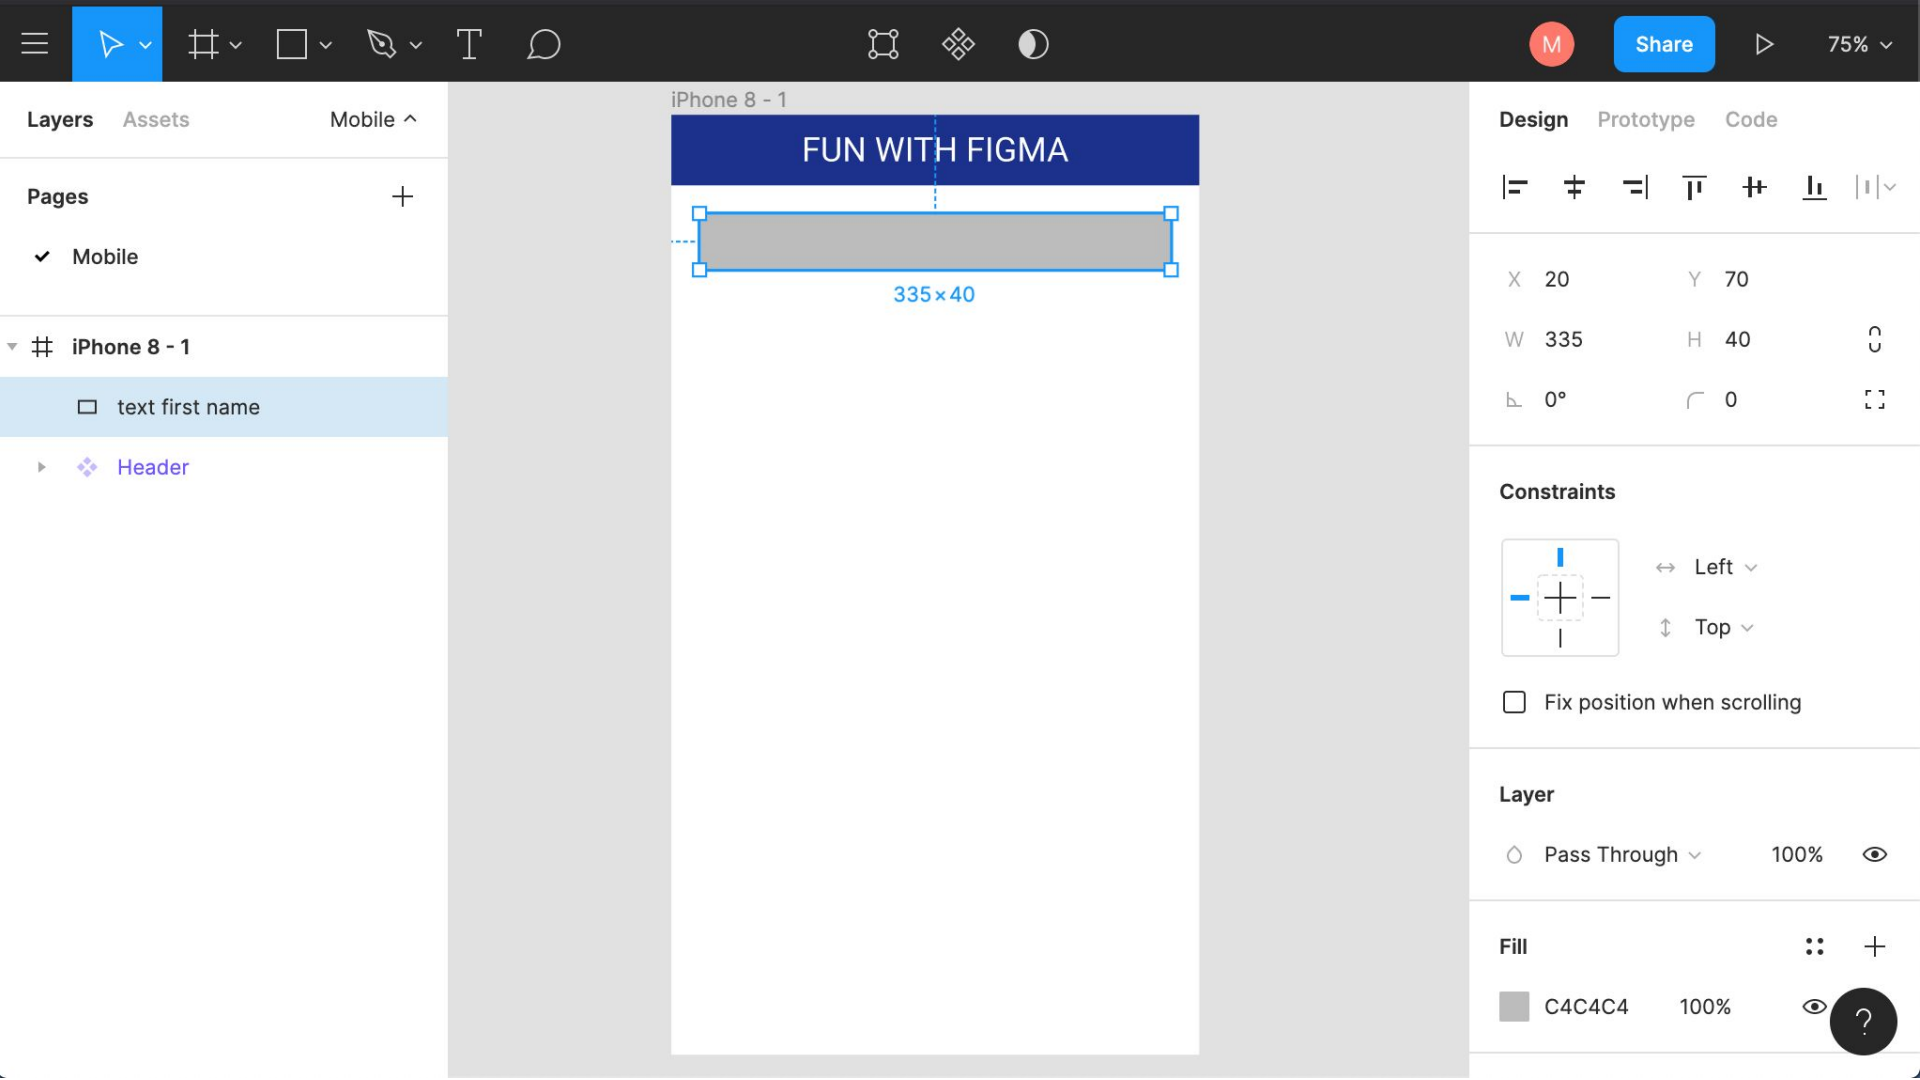 M
Share
75%
Layers
Assets
Mobile
Pages
Mobile
iPhone 8 - 1
text first name
Header
iPhone 8 - 1
FUN WITH FIGMA
335×40
Design
Prototype
Code
X 20
Y 70
W 335
H 40
0°
0
Constraints
Left
Top
Fix position when scrolling
Layer
Pass Through
100%
Fill
C4C4C4
100%
?